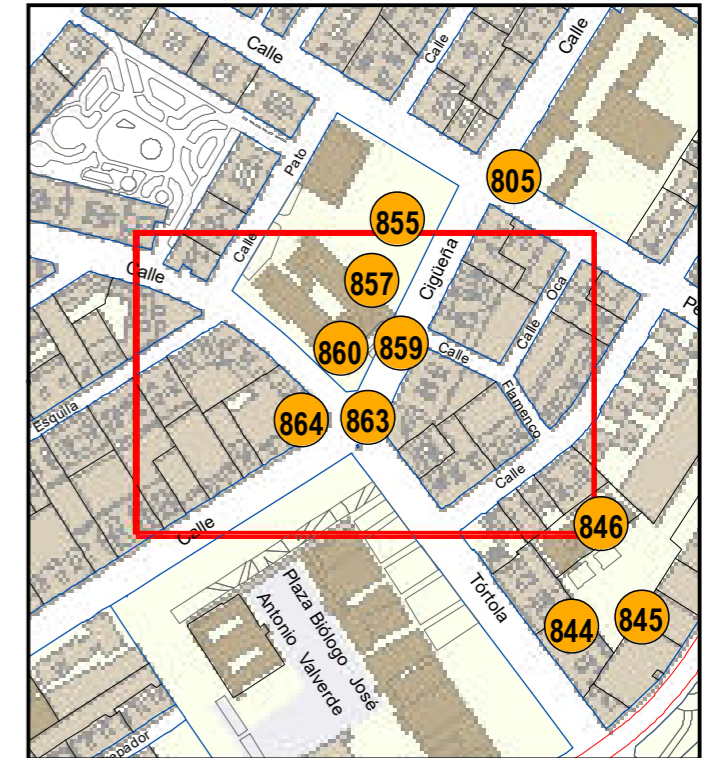 Calle
Calle
Calle
Pato
805
855
Cigüeña
Calle
857
Calle
Oca
Calle
860
859
Calle
Flamenco
Esquila
864
863
Calle
Calle
846
Tórtola
Plaza Biólogo José
Antonio Valverde
844
845